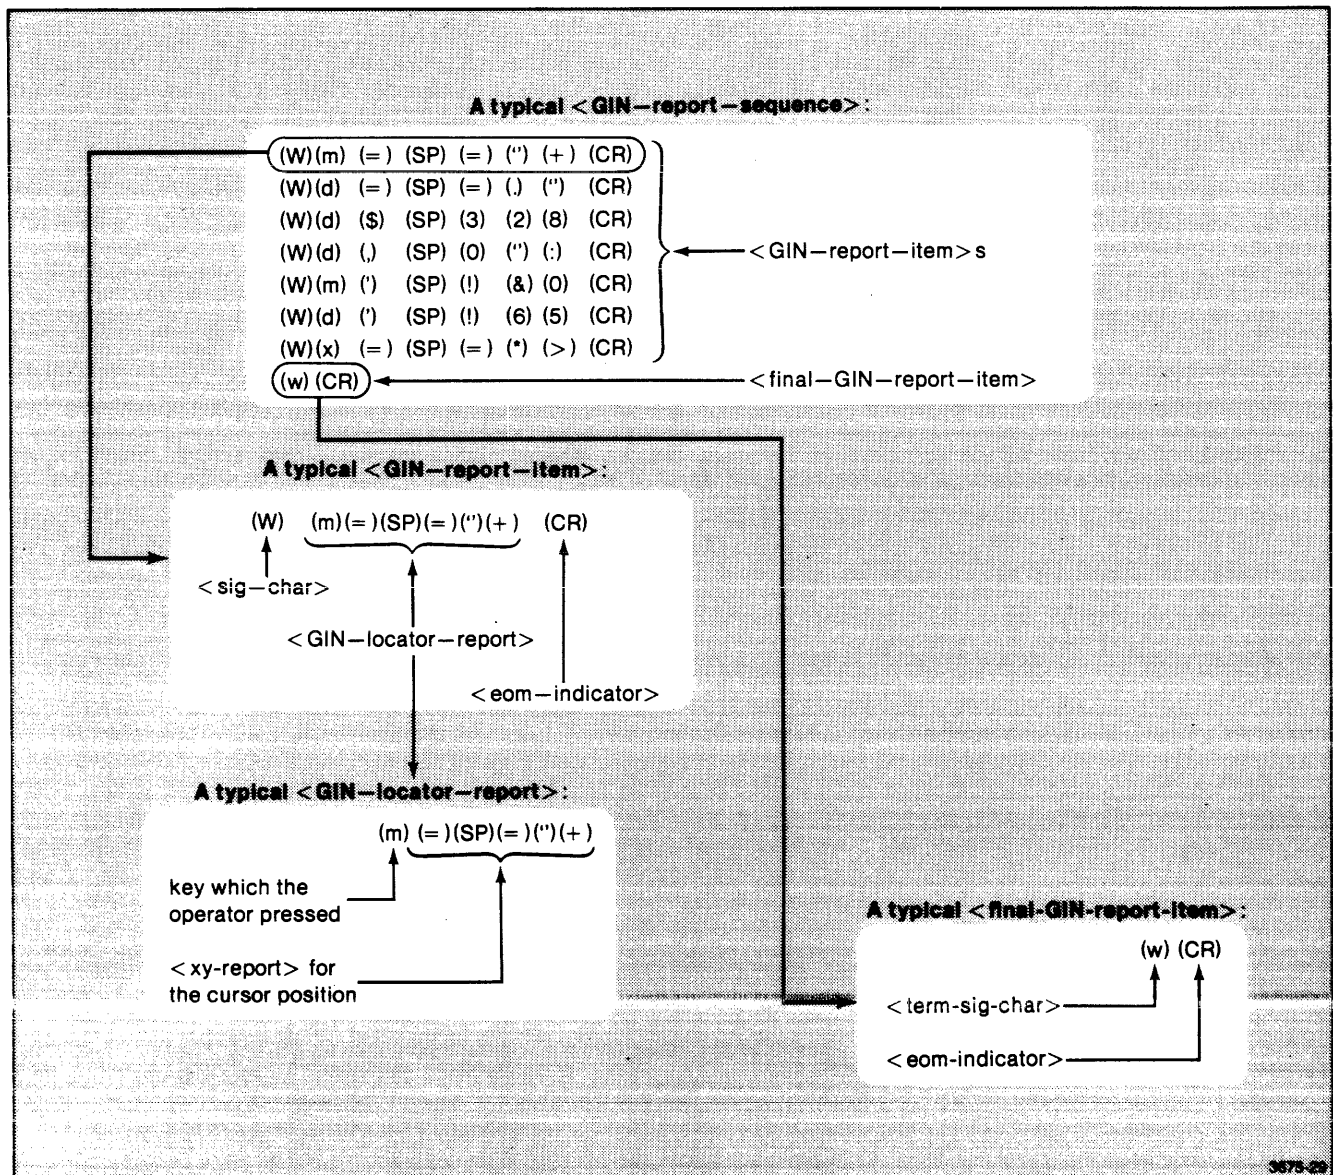 A typical <GIN—report—sequence>:
(W)(m) (=) (SP) (=) (") (+) (CR)
(W)(d) (=) (SP) (=) (.) (") (CR)
(W)(d) ($) (SP) (3) (2) (8) (CR)
(W)(d) (,) (SP) (0) (") (:) (CR)
(W)(m) (') (SP) (!) (&) (0) (CR)
(W)(d) (') (SP) (!) (6) (5) (CR)
(W)(x) (=) (SP) (=) (*) (>) (CR)
<GIN—report—item>s
(w) (CR)
<final—GIN—report—item>
A typical <GIN—report—item>:
(W) (m)(=)(SP)(=)(")(+) (CR)
<sig—char>
<GIN—locator—report>
<eom—indicator>
A typical <GIN—locator—report>:
(m) (=)(SP)(=)(")(+)
key which the
operator pressed
<xy-report> for
the cursor position
A typical <final-GIN-report-item>:
(w) (CR)
<term-sig-char>
<eom-indicator>